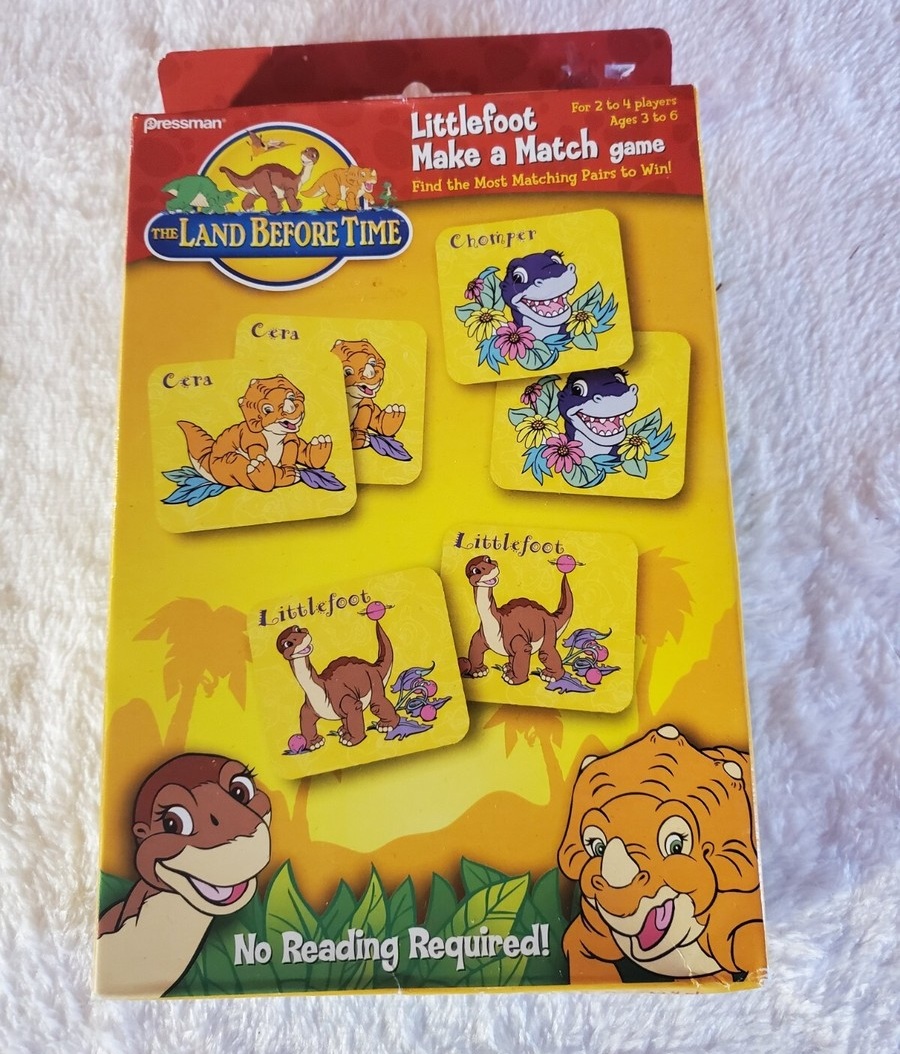 Pressman®
Littlefoot
Make a Match game
For 2 to 4 players
Ages 3 to 6
Find the Most Matching Pairs to Win!
THE LAND BEFORE TIME
Chomper
Cera
Cera
Littlefoot
Littlefoot
No Reading Required!